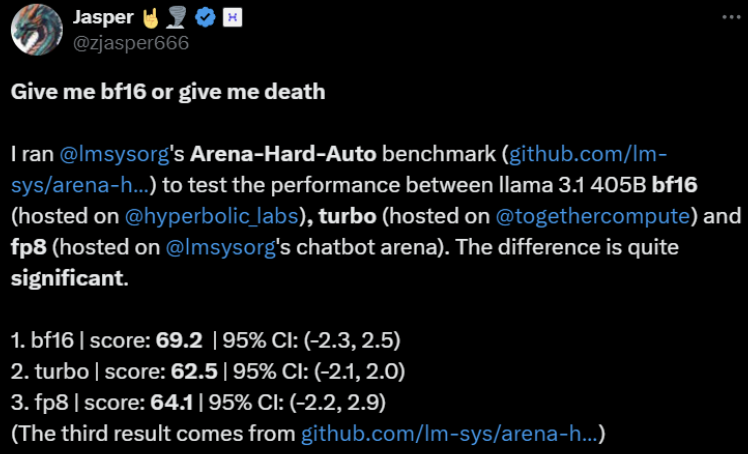 Jasper 🤘 🌪️
@zjasper666
Give me bf16 or give me death
I ran @lmsysorg's Arena-Hard-Auto benchmark (github.com/lm-
sys/arena-h...) to test the performance between llama 3.1 405B bf16
(hosted on @hyperbolic_labs), turbo (hosted on @togethercompute) and
fp8 (hosted on @lmsysorg's chatbot arena). The difference is quite
significant.
1. bf16 | score: 69.2 | 95% CI: (-2.3, 2.5)
2. turbo | score: 62.5 | 95% CI: (-2.1, 2.0)
3. fp8 | score: 64.1 | 95% CI: (-2.2, 2.9)
(The third result comes from github.com/lm-sys/arena-h...)